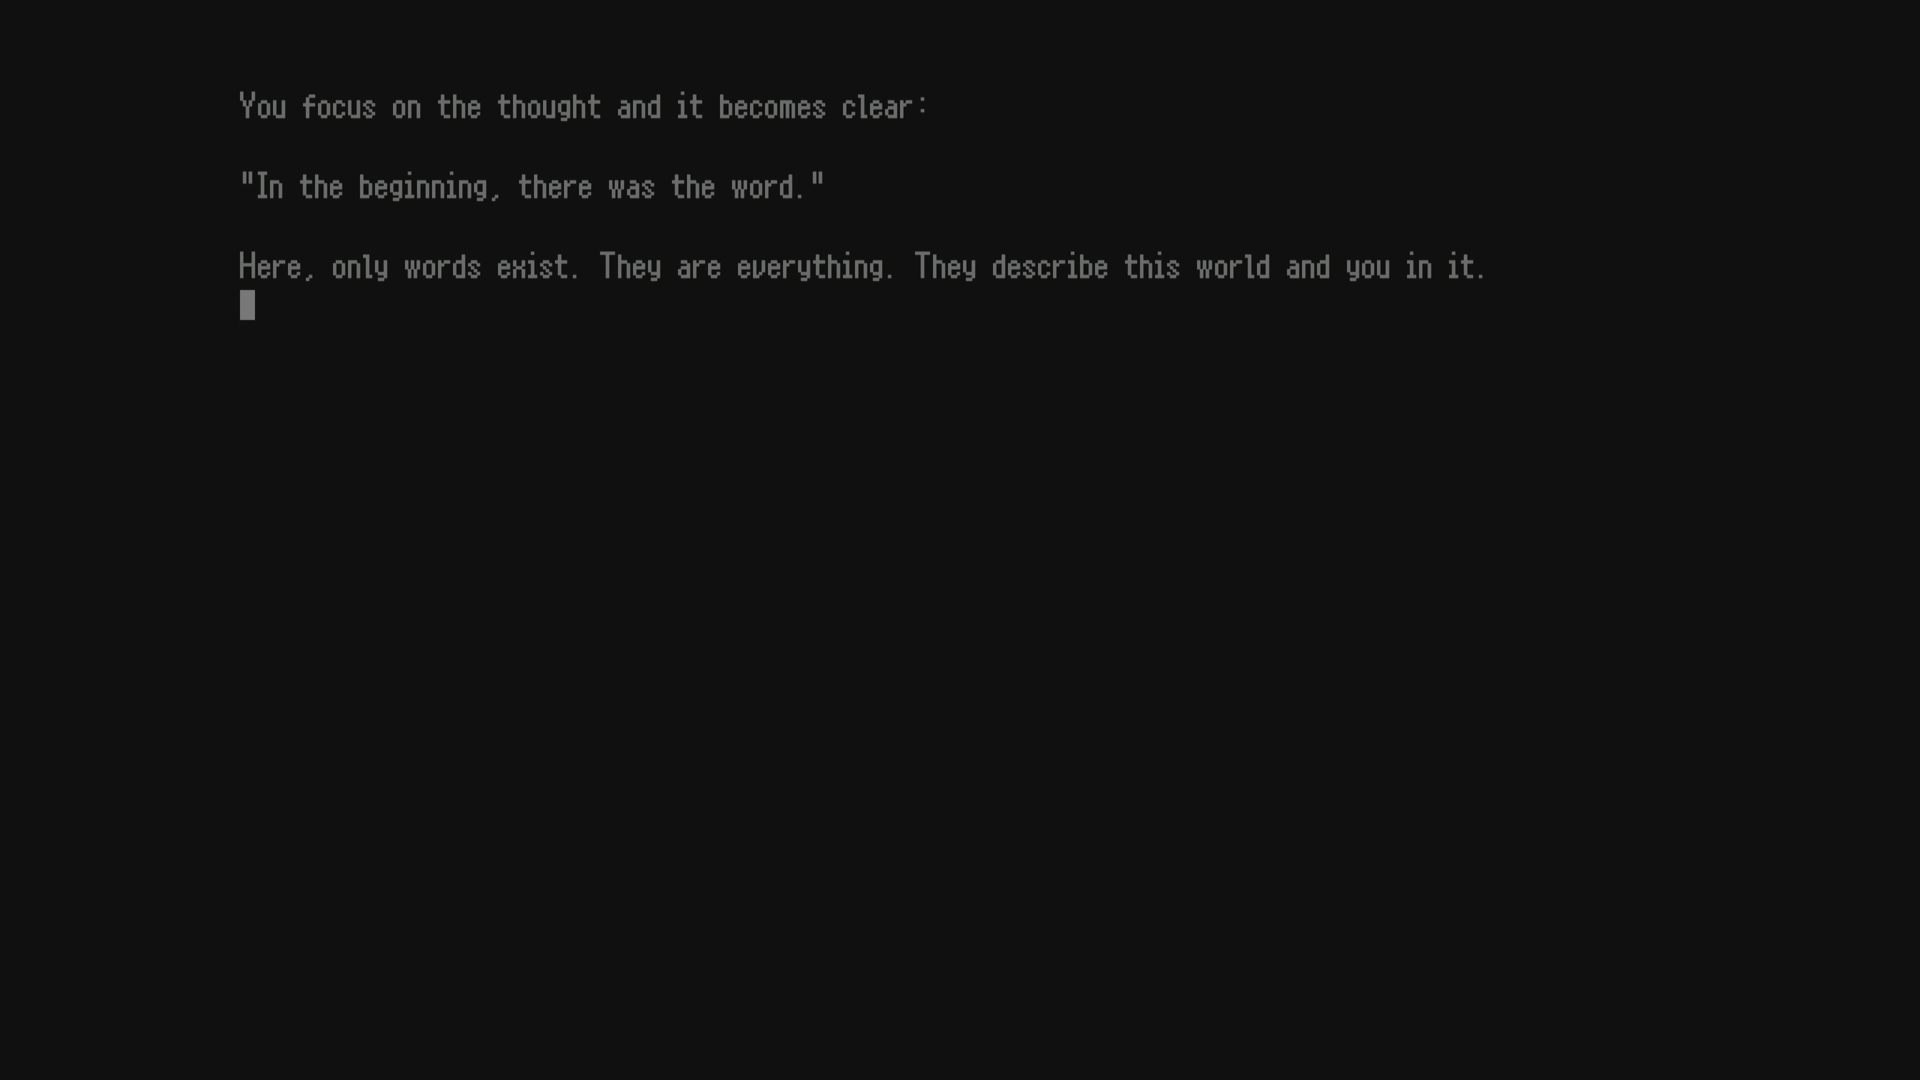 You focus on the thought and it becomes clear:
"In the beginning, there was the word."
Here, only words exist. They are everything. They describe this world and you in it.